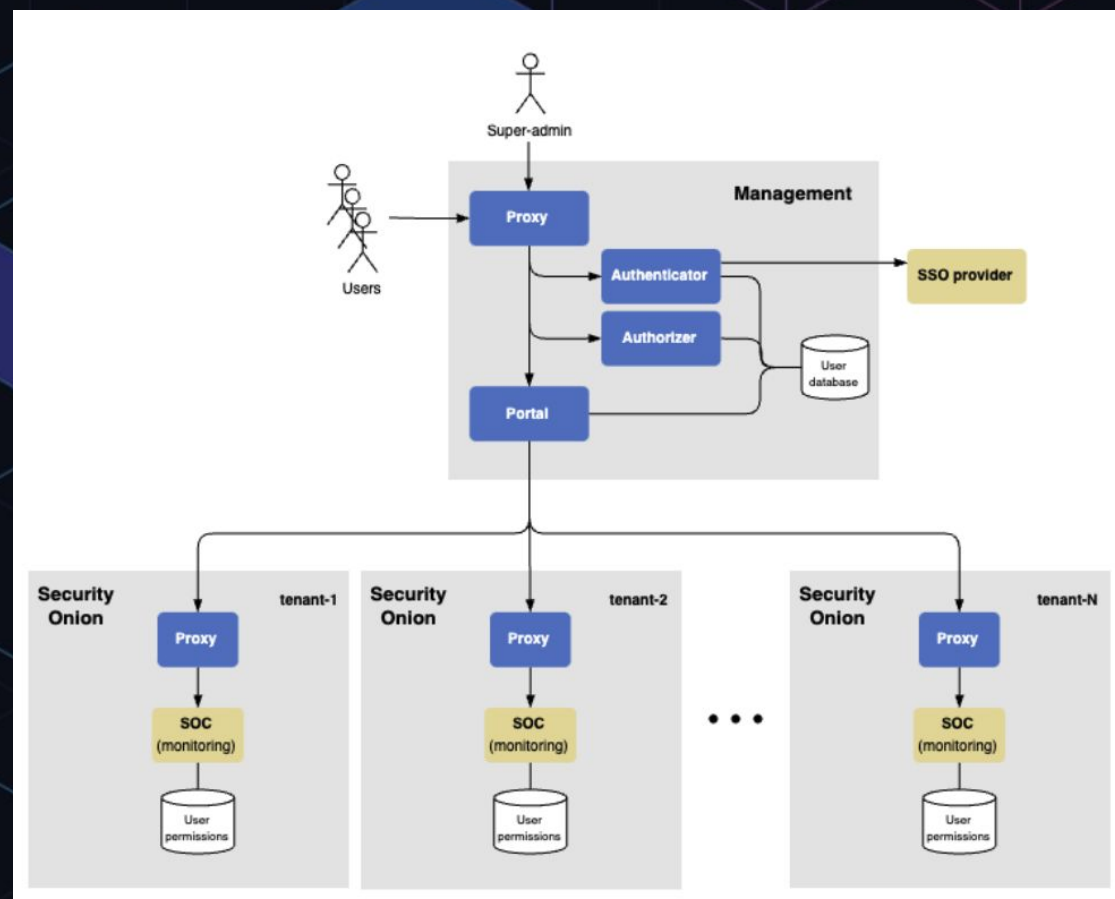 Super-admin
Management
Proxy
Users
Authenticator
SSO provider
Authorizer
User
database
Portal
Security
Onion
tenant-1
Proxy
SOC
(monitoring)
User
permissions
Security
Onion
tenant-2
Proxy
SOC
(monitoring)
User
permissions
Security
Onion
tenant-N
Proxy
SOC
(monitoring)
User
permissions